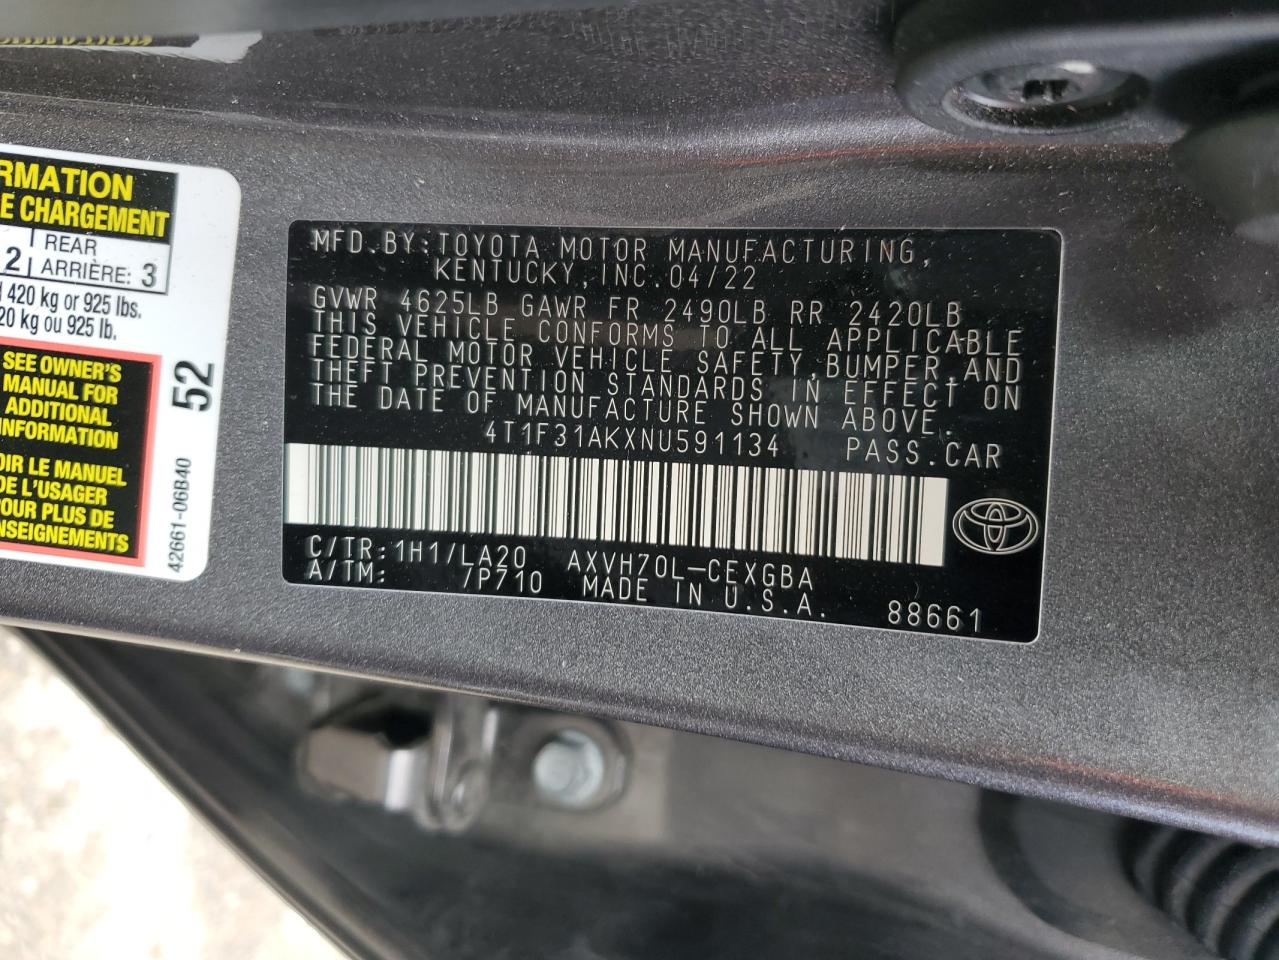 RMATION
E CHARGEMENT
2 REAR
ARRIÈRE: 3
420 kg or 925 lbs.
20 kg ou 925 lb.
SEE OWNER'S
MANUAL FOR
ADDITIONAL
INFORMATION
OIR LE MANUEL
DE L'USAGER
POUR PLUS DE
NSEIGNEMENTS
52
42661-06B40
MFD.BY:TOYOTA MOTOR MANUFACTURING,
KENTUCKY,INC.04/22
GVWR 4625LB GAWR FR 2490LB RR 2420LB
THIS VEHICLE CONFORMS TO ALL APPLICABLE
FEDERAL MOTOR VEHICLE SAFETY,BUMPER,AND
THEFT PREVENTION STANDARDS IN EFFECT ON
THE DATE OF MANUFACTURE SHOWN ABOVE.
4T1F31AKXNU591134 PASS.CAR
C/TR:1H1/LA20 AXVH70L-CEXGBA
A/TM: /P710 MADE IN U.S.A. 88661